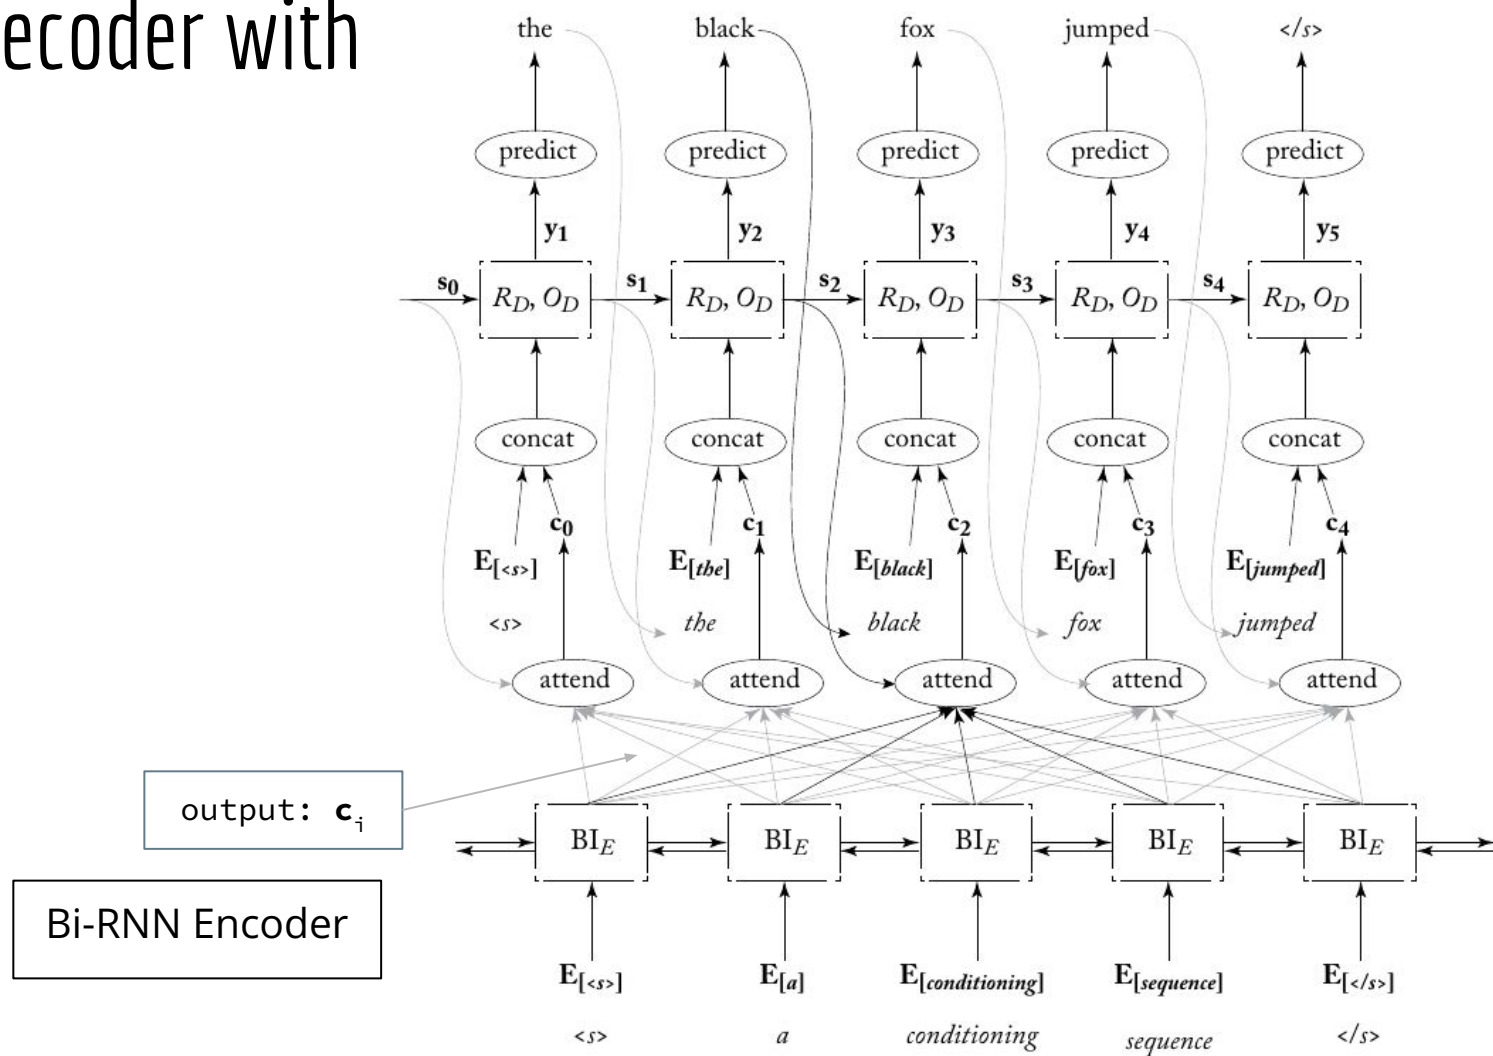 ecoder with
the black fox jumped </s>
predict predict predict predict predict
y1 y2 y3 y4 y5
s0 RD, OD s1 RD, OD s2 RD, OD s3 RD, OD s4 RD, OD
concat concat concat concat concat
c0 c1 c2 c3 c4
E[<s>] E[the] E[black] E[fox] E[jumped]
<s> the black fox jumped
attend attend attend attend attend
output: ci
BIE BIE BIE BIE BIE
Bi-RNN Encoder
E[<s>] E[a] E[conditioning] E[sequence] E[</s>]
<s> a conditioning sequence </s>